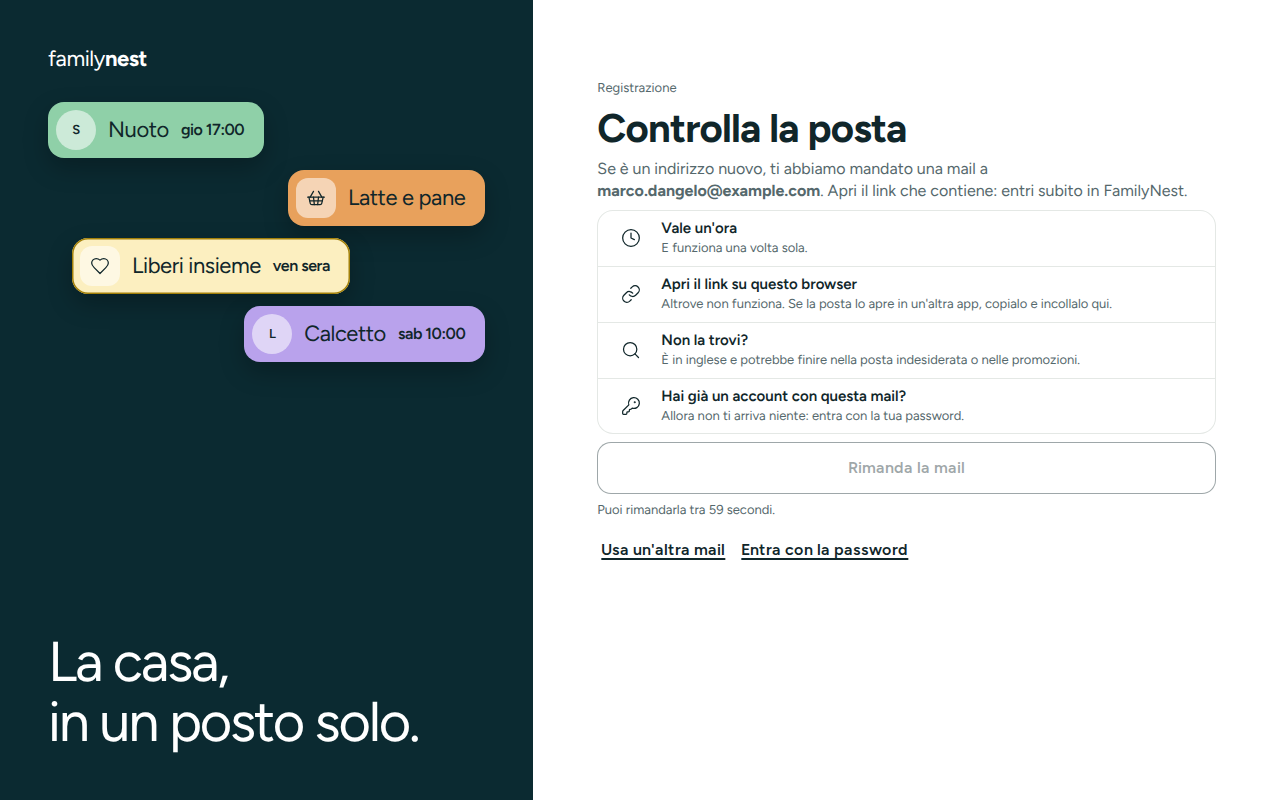 familynest
S Nuoto gio 17:00
Latte e pane
Liberi insieme ven sera
L Calcetto sab 10:00
La casa,
in un posto solo.
Registrazione
Controlla la posta
Se è un indirizzo nuovo, ti abbiamo mandato una mail a
marco.dangelo@example.com. Apri il link che contiene: entri subito in FamilyNest.
Vale un'ora
E funziona una volta sola.
Apri il link su questo browser
Altrove non funziona. Se la posta lo apre in un'altra app, copialo e incollalo qui.
Non la trovi?
È in inglese e potrebbe finire nella posta indesiderata o nelle promozioni.
Hai già un account con questa mail?
Allora non ti arriva niente: entra con la tua password.
Rimanda la mail
Puoi rimandarla tra 59 secondi.
Usa un'altra mail Entra con la password